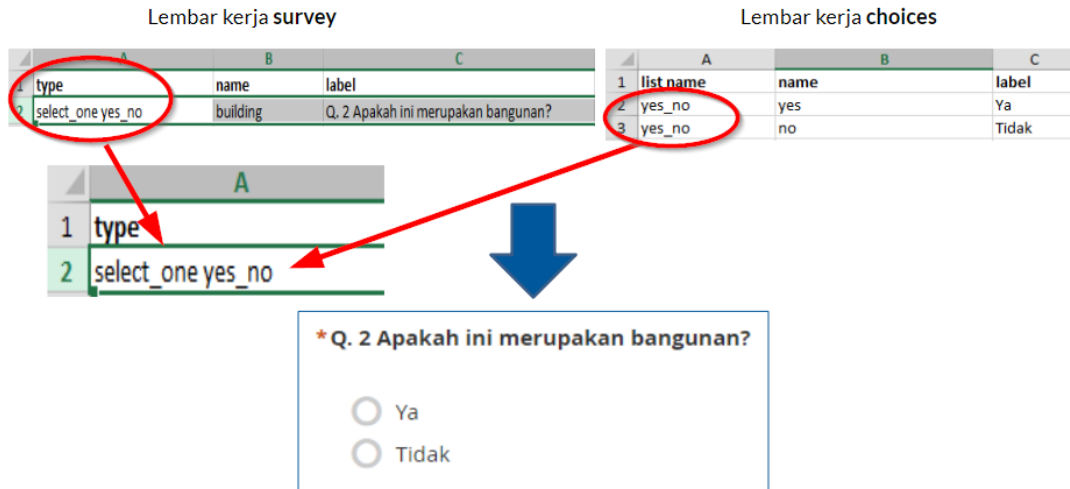 Lembar kerja survey
Lembar kerja choices
A B C
1 type name label
2 select_one yes_no building Q. 2 Apakah ini merupakan bangunan?
A B C
1 list name name label
2 yes_no yes Ya
3 yes_no no Tidak
A
1 type
2 select_one yes_no
*Q. 2 Apakah ini merupakan bangunan?
Ya
Tidak